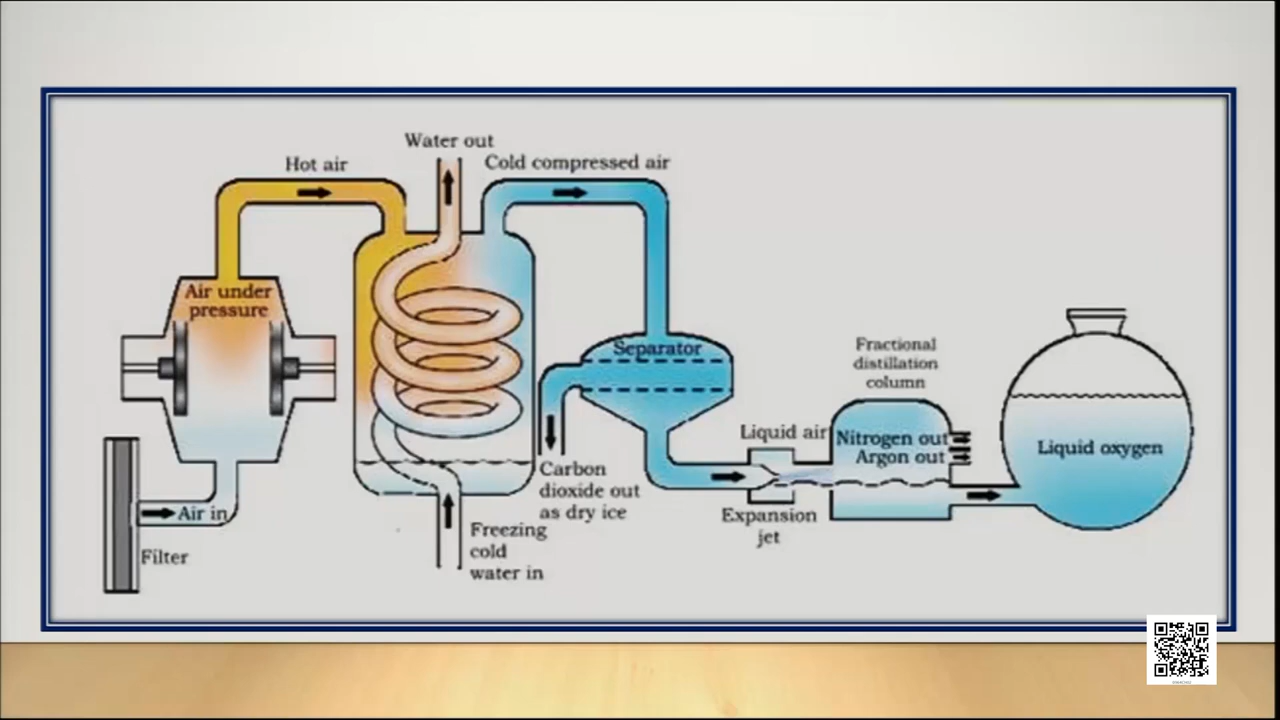 Water out
Hot air
Cold compressed air
Air under
pressure
Separator
Fractional
distillation
column
Liquid air
Nitrogen out
Argon out
Liquid oxygen
Carbon
dioxide out
as dry ice
Air in
Expansion
jet
Freezing
cold
water in
Filter